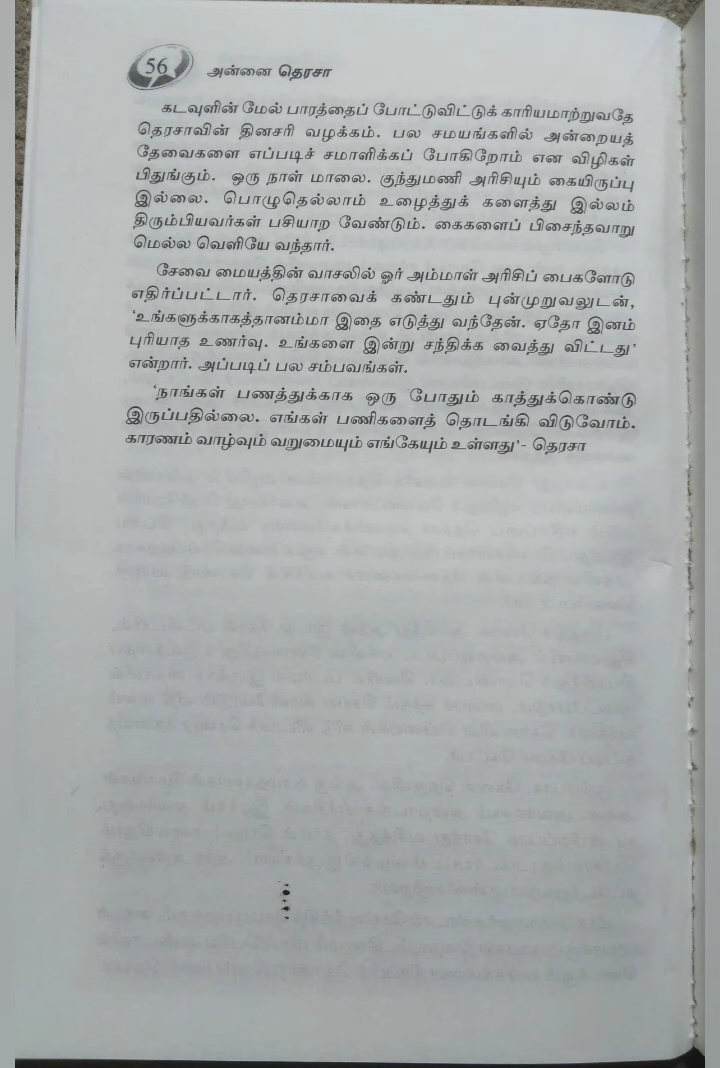 56 அன்னை தெரசா
கடவுளின் மேல் பாரத்தைப் போட்டுவிட்டுக் காரியமாற்றுவதே
தெரசாவின் தினசரி வழக்கம். பல சமயங்களில் அன்றையத்
தேவைகளை எப்படிச் சமாளிக்கப் போகிறோம் என விழிகள்
பிதுங்கும். ஒரு நாள் மாலை. குந்துமணி அரிசியும் கையிருப்பு
இல்லை. பொழுதெல்லாம் உழைத்துக் களைத்து இல்லம்
திரும்பியவர்கள் பசியாற வேண்டும். கைகளைப் பிசைந்தவாறு
மெல்ல வெளியே வந்தார்.
சேவை மையத்தின் வாசலில் ஓர் அம்மாள் அரிசிப் பைகளோடு
எதிர்ப்பட்டார். தெரசாவைக் கண்டதும் புன்முறுவலுடன்,
‘உங்களுக்காகத்தானம்மா இதை எடுத்து வந்தேன். ஏதோ இனம்
புரியாத உணர்வு. உங்களை இன்று சந்திக்க வைத்து விட்டது’
என்றார். அப்படிப் பல சம்பவங்கள்.
‘நாங்கள் பணத்துக்காக ஒரு போதும் காத்துக்கொண்டு
இருப்பதில்லை. எங்கள் பணிகளைத் தொடங்கி விடுவோம்.
காரணம் வாழ்வும் வறுமையும் எங்கேயும் உள்ளது’- தெரசா